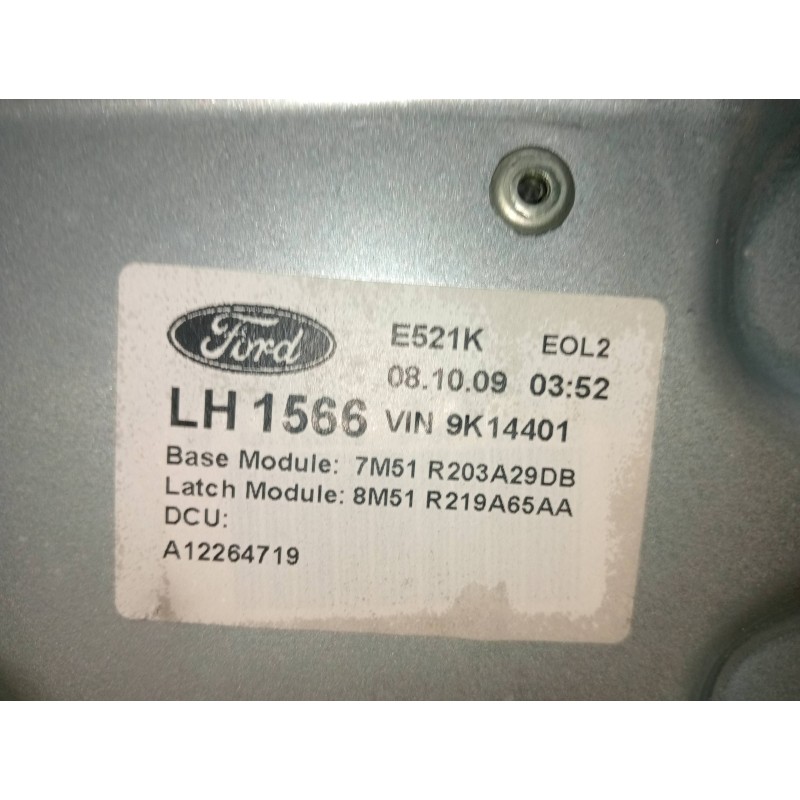 Ford
E521K EOL2
08.10.09 03:52
LH 1566 VIN 9K14401
Base Module: 7M51 R203A29DB
Latch Module: 8M51 R219A65AA
DCU:
A12264719